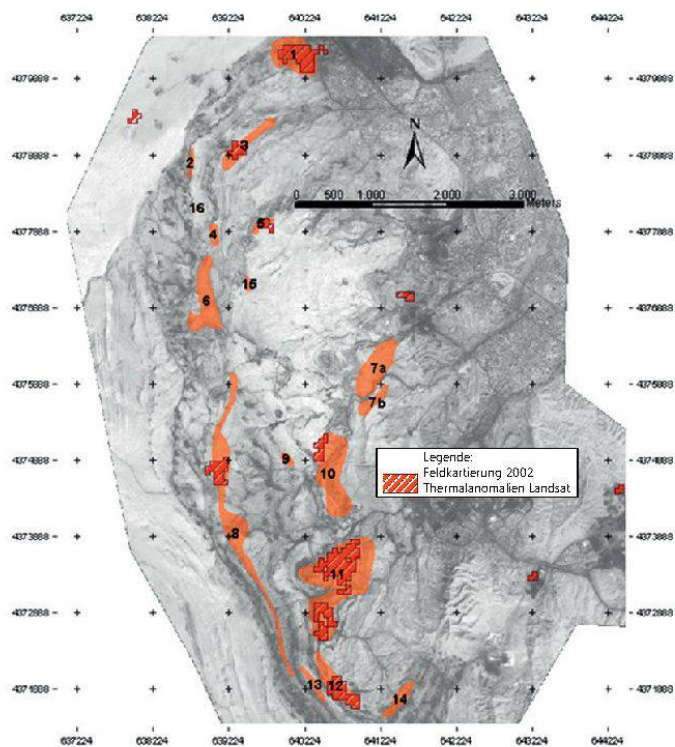 637224 638224 639224 640224 641224 642224 643224 644224
4379888 4379888
4378888 4378888
4377888 4377888
4376888 4376888
4375888 4375888
4374888 4374888
4373888 4373888
4372888 4372888
4371888 4371888
1
3
2
N
16
0 500 1.000 2.000 3.000
Meters
5
4
15
6
7a
7b
9
10
Legende:
Feldkartierung 2002
Thermalanomalien Landsat
8
11
13
12
14
637224 638224 639224 640224 641224 642224 643224 644224